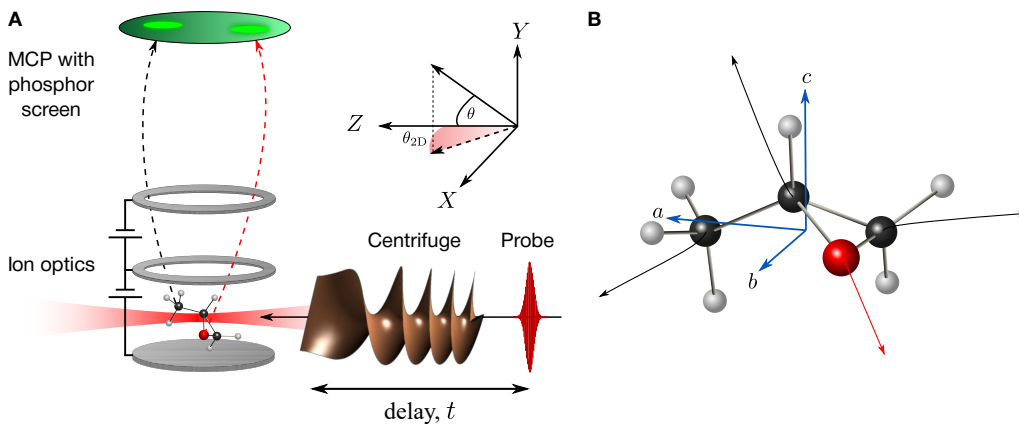 A
MCP with
phosphor
screen
Ion optics
Y
Z
θ
θ2D
X
Centrifuge
Probe
delay, t
B
c
a
b